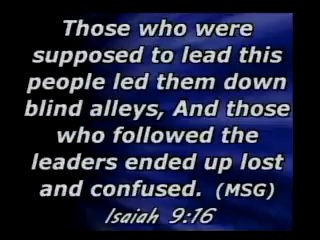 Those who were
supposed to lead this
people led them down
blind alleys, And those
who followed the
leaders ended up lost
and confused. (MSG)
Isaiah 9:16